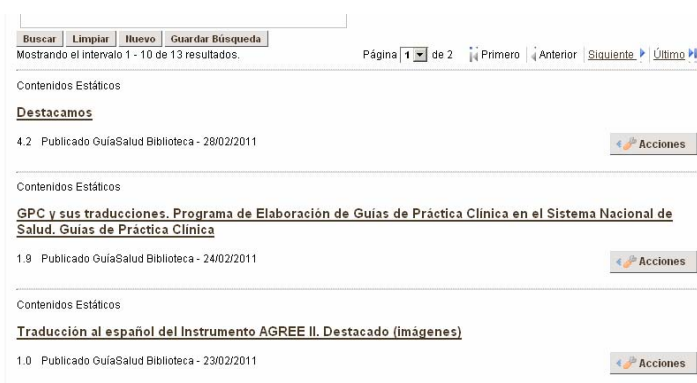 Buscar Limpiar Nuevo Guardar Búsqueda
Mostrando el intervalo 1 - 10 de 13 resultados. Página 1 de 2 Primero Anterior Siguiente Último
Contenidos Estáticos
Destacamos
4.2 Publicado GuíaSalud Biblioteca - 28/02/2011 Acciones
Contenidos Estáticos
GPC y sus traducciones. Programa de Elaboración de Guías de Práctica Clínica en el Sistema Nacional de
Salud. Guías de Práctica Clínica
1.9 Publicado GuíaSalud Biblioteca - 24/02/2011 Acciones
Contenidos Estáticos
Traducción al español del Instrumento AGREE II. Destacado (imágenes)
1.0 Publicado GuíaSalud Biblioteca - 23/02/2011 Acciones